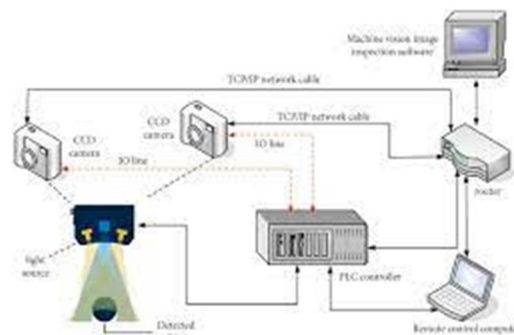 Machine vision image
inspection software
TCP/IP network cable
TCP/IP network cable
CCD
camera
CCD
camera
IO line
IO line
router
light
source
PLC controller
Detected
Remote control comput